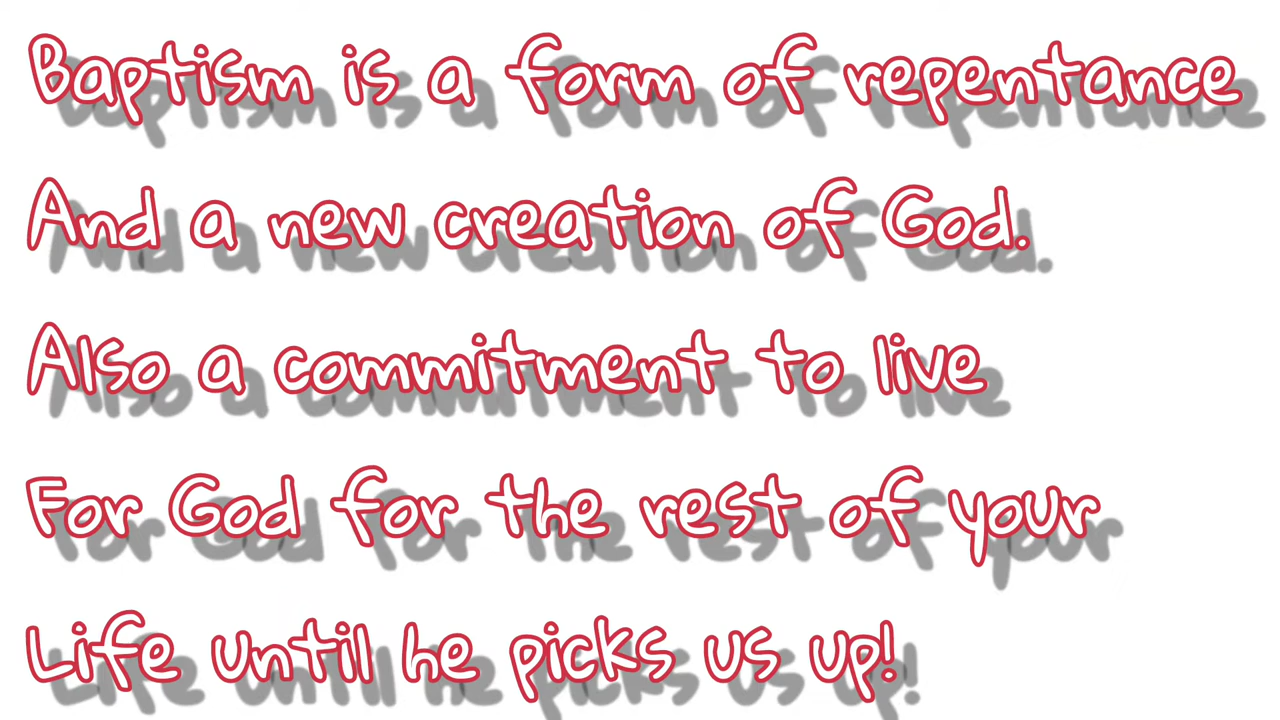 Baptism is a form of repentance
And a new creation of God.
Also a commitment to live
For God for the rest of your
Life until he picks us up!